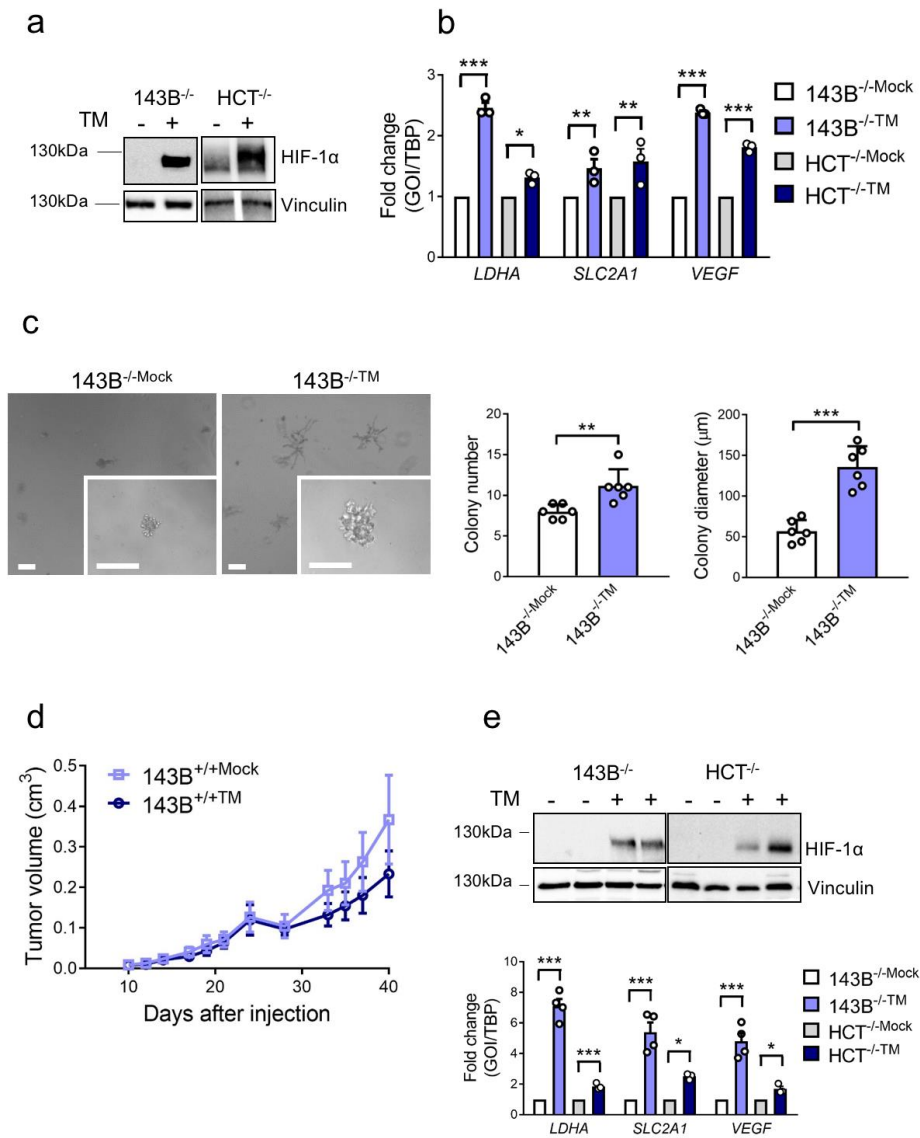 a
143B-/- HCT-/-
TM - + - +
130kDa HIF-1α
130kDa Vinculin
b
Fold change
(GOI/TBP)
3
2
1
0
*** * ** ** *** ***
LDHA SLC2A1 VEGF
143B-/-Mock
143B-/-TM
HCT-/-Mock
HCT-/-TM
c
143B-/-Mock 143B-/-TM
Colony number
20
15
10
5
0
**
143B-/-Mock
143B-/-TM
Colony diameter (μm)
200
150
100
50
0
***
143B-/-Mock
143B-/-TM
d
Tumor volume (cm3)
0.5
0.4
0.3
0.2
0.1
0.0
143B+/+Mock
143B+/+TM
10 20 30 40
Days after injection
e
143B-/- HCT-/-
TM - - + + - - + +
130kDa HIF-1α
130kDa Vinculin
Fold change
(GOI/TBP)
10
8
6
4
2
0
*** *** *** * *** *
LDHA SLC2A1 VEGF
143B-/-Mock
143B-/-TM
HCT-/-Mock
HCT-/-TM